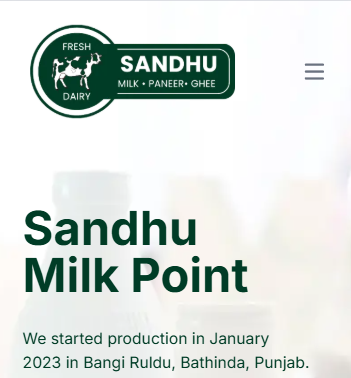 FRESH
SANDHU
MILK • PANEER• GHEE
DAIRY
Sandhu
Milk Point
We started production in January
2023 in Bangi Ruldu, Bathinda, Punjab.